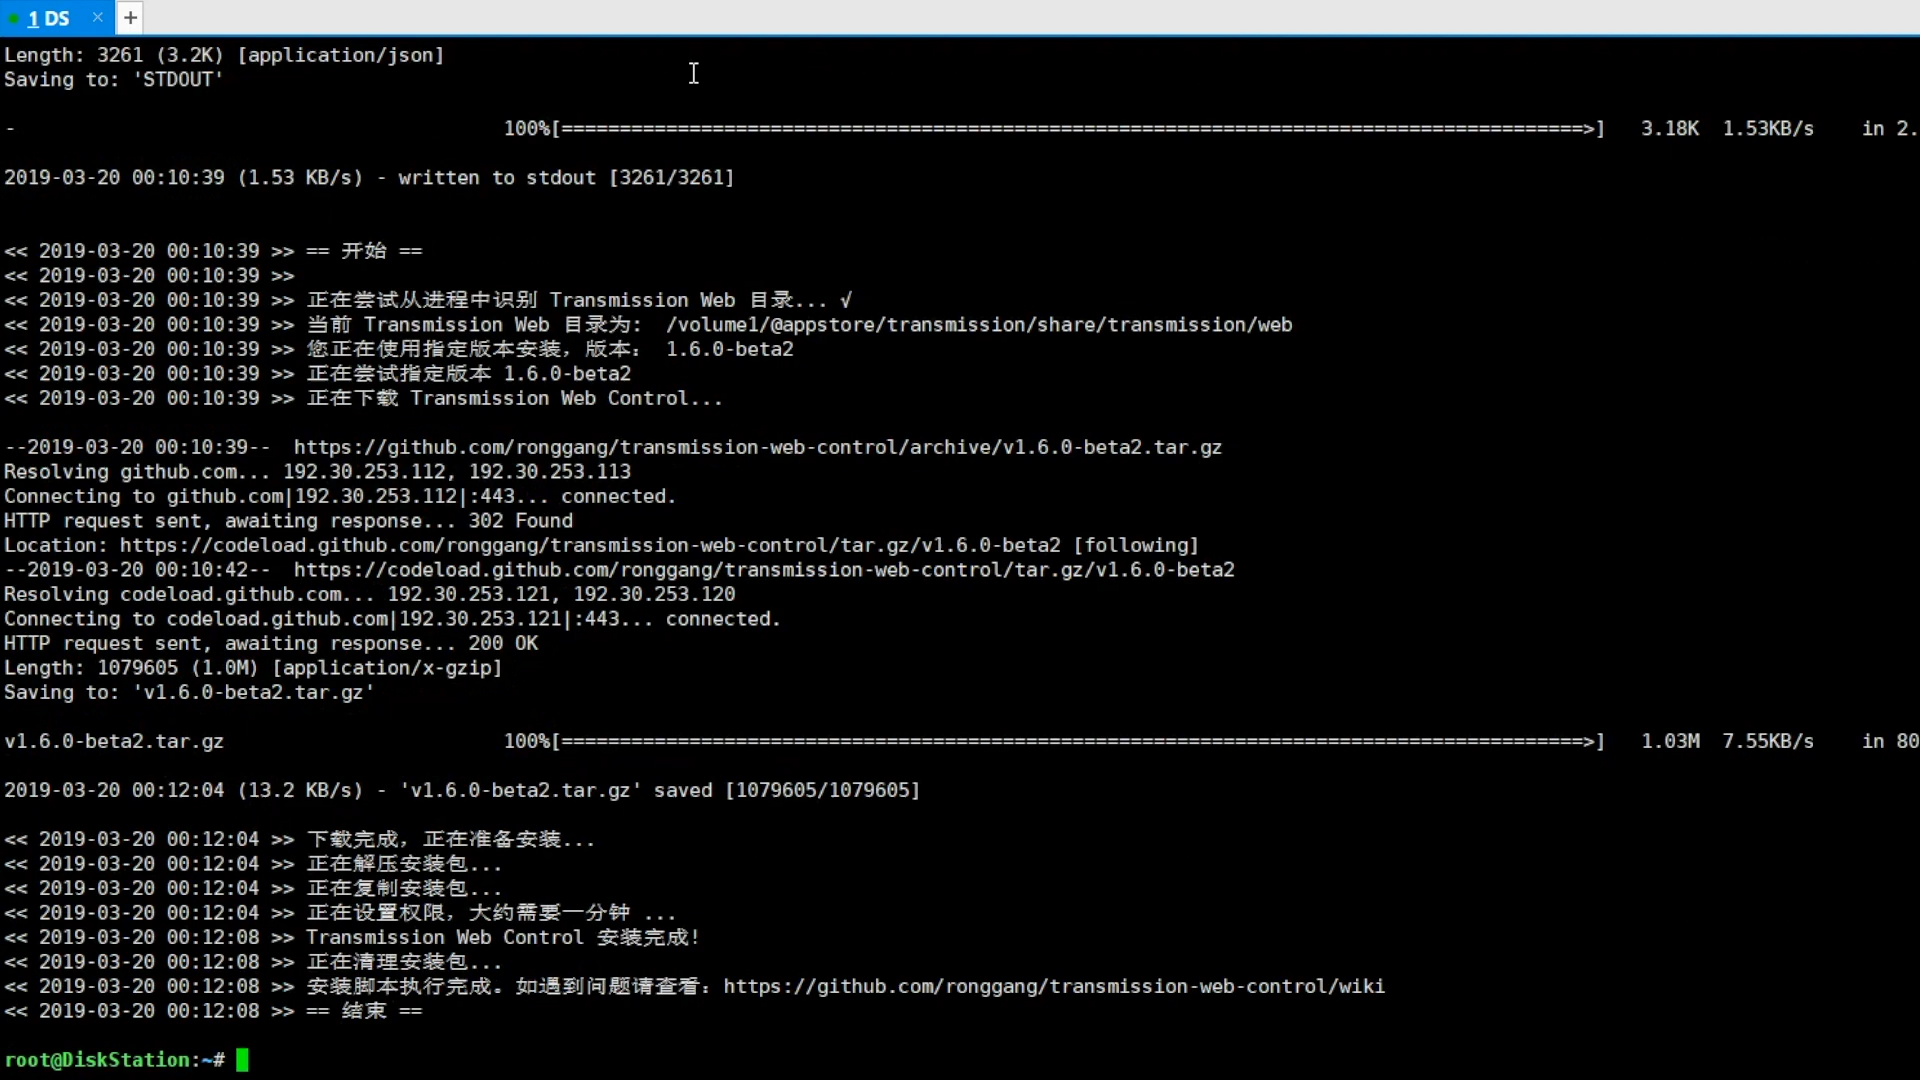 1 DS × +
Length: 3261 (3.2K) [application/json]
Saving to: 'STDOUT'
- 100%[========================================================================================>] 3.18K 1.53KB/s in 2.
2019-03-20 00:10:39 (1.53 KB/s) - written to stdout [3261/3261]
<< 2019-03-20 00:10:39 >> == 开始 ==
<< 2019-03-20 00:10:39 >>
<< 2019-03-20 00:10:39 >> 正在尝试从进程中识别 Transmission Web 目录... √
<< 2019-03-20 00:10:39 >> 当前 Transmission Web 目录为: /volume1/@appstore/transmission/share/transmission/web
<< 2019-03-20 00:10:39 >> 您正在使用指定版本安装，版本： 1.6.0-beta2
<< 2019-03-20 00:10:39 >> 正在尝试指定版本 1.6.0-beta2
<< 2019-03-20 00:10:39 >> 正在下载 Transmission Web Control...
--2019-03-20 00:10:39-- https://github.com/ronggang/transmission-web-control/archive/v1.6.0-beta2.tar.gz
Resolving github.com... 192.30.253.112, 192.30.253.113
Connecting to github.com|192.30.253.112|:443... connected.
HTTP request sent, awaiting response... 302 Found
Location: https://codeload.github.com/ronggang/transmission-web-control/tar.gz/v1.6.0-beta2 [following]
--2019-03-20 00:10:42-- https://codeload.github.com/ronggang/transmission-web-control/tar.gz/v1.6.0-beta2
Resolving codeload.github.com... 192.30.253.121, 192.30.253.120
Connecting to codeload.github.com|192.30.253.121|:443... connected.
HTTP request sent, awaiting response... 200 OK
Length: 1079605 (1.0M) [application/x-gzip]
Saving to: 'v1.6.0-beta2.tar.gz'
v1.6.0-beta2.tar.gz 100%[========================================================================================>] 1.03M 7.55KB/s in 80
2019-03-20 00:12:04 (13.2 KB/s) - 'v1.6.0-beta2.tar.gz' saved [1079605/1079605]
<< 2019-03-20 00:12:04 >> 下载完成，正在准备安装...
<< 2019-03-20 00:12:04 >> 正在解压安装包...
<< 2019-03-20 00:12:04 >> 正在复制安装包...
<< 2019-03-20 00:12:04 >> 正在设置权限，大约需要一分钟 ...
<< 2019-03-20 00:12:08 >> Transmission Web Control 安装完成!
<< 2019-03-20 00:12:08 >> 正在清理安装包...
<< 2019-03-20 00:12:08 >> 安装脚本执行完成。如遇到问题请查看：https://github.com/ronggang/transmission-web-control/wiki
<< 2019-03-20 00:12:08 >> == 结束 ==
root@DiskStation:~#